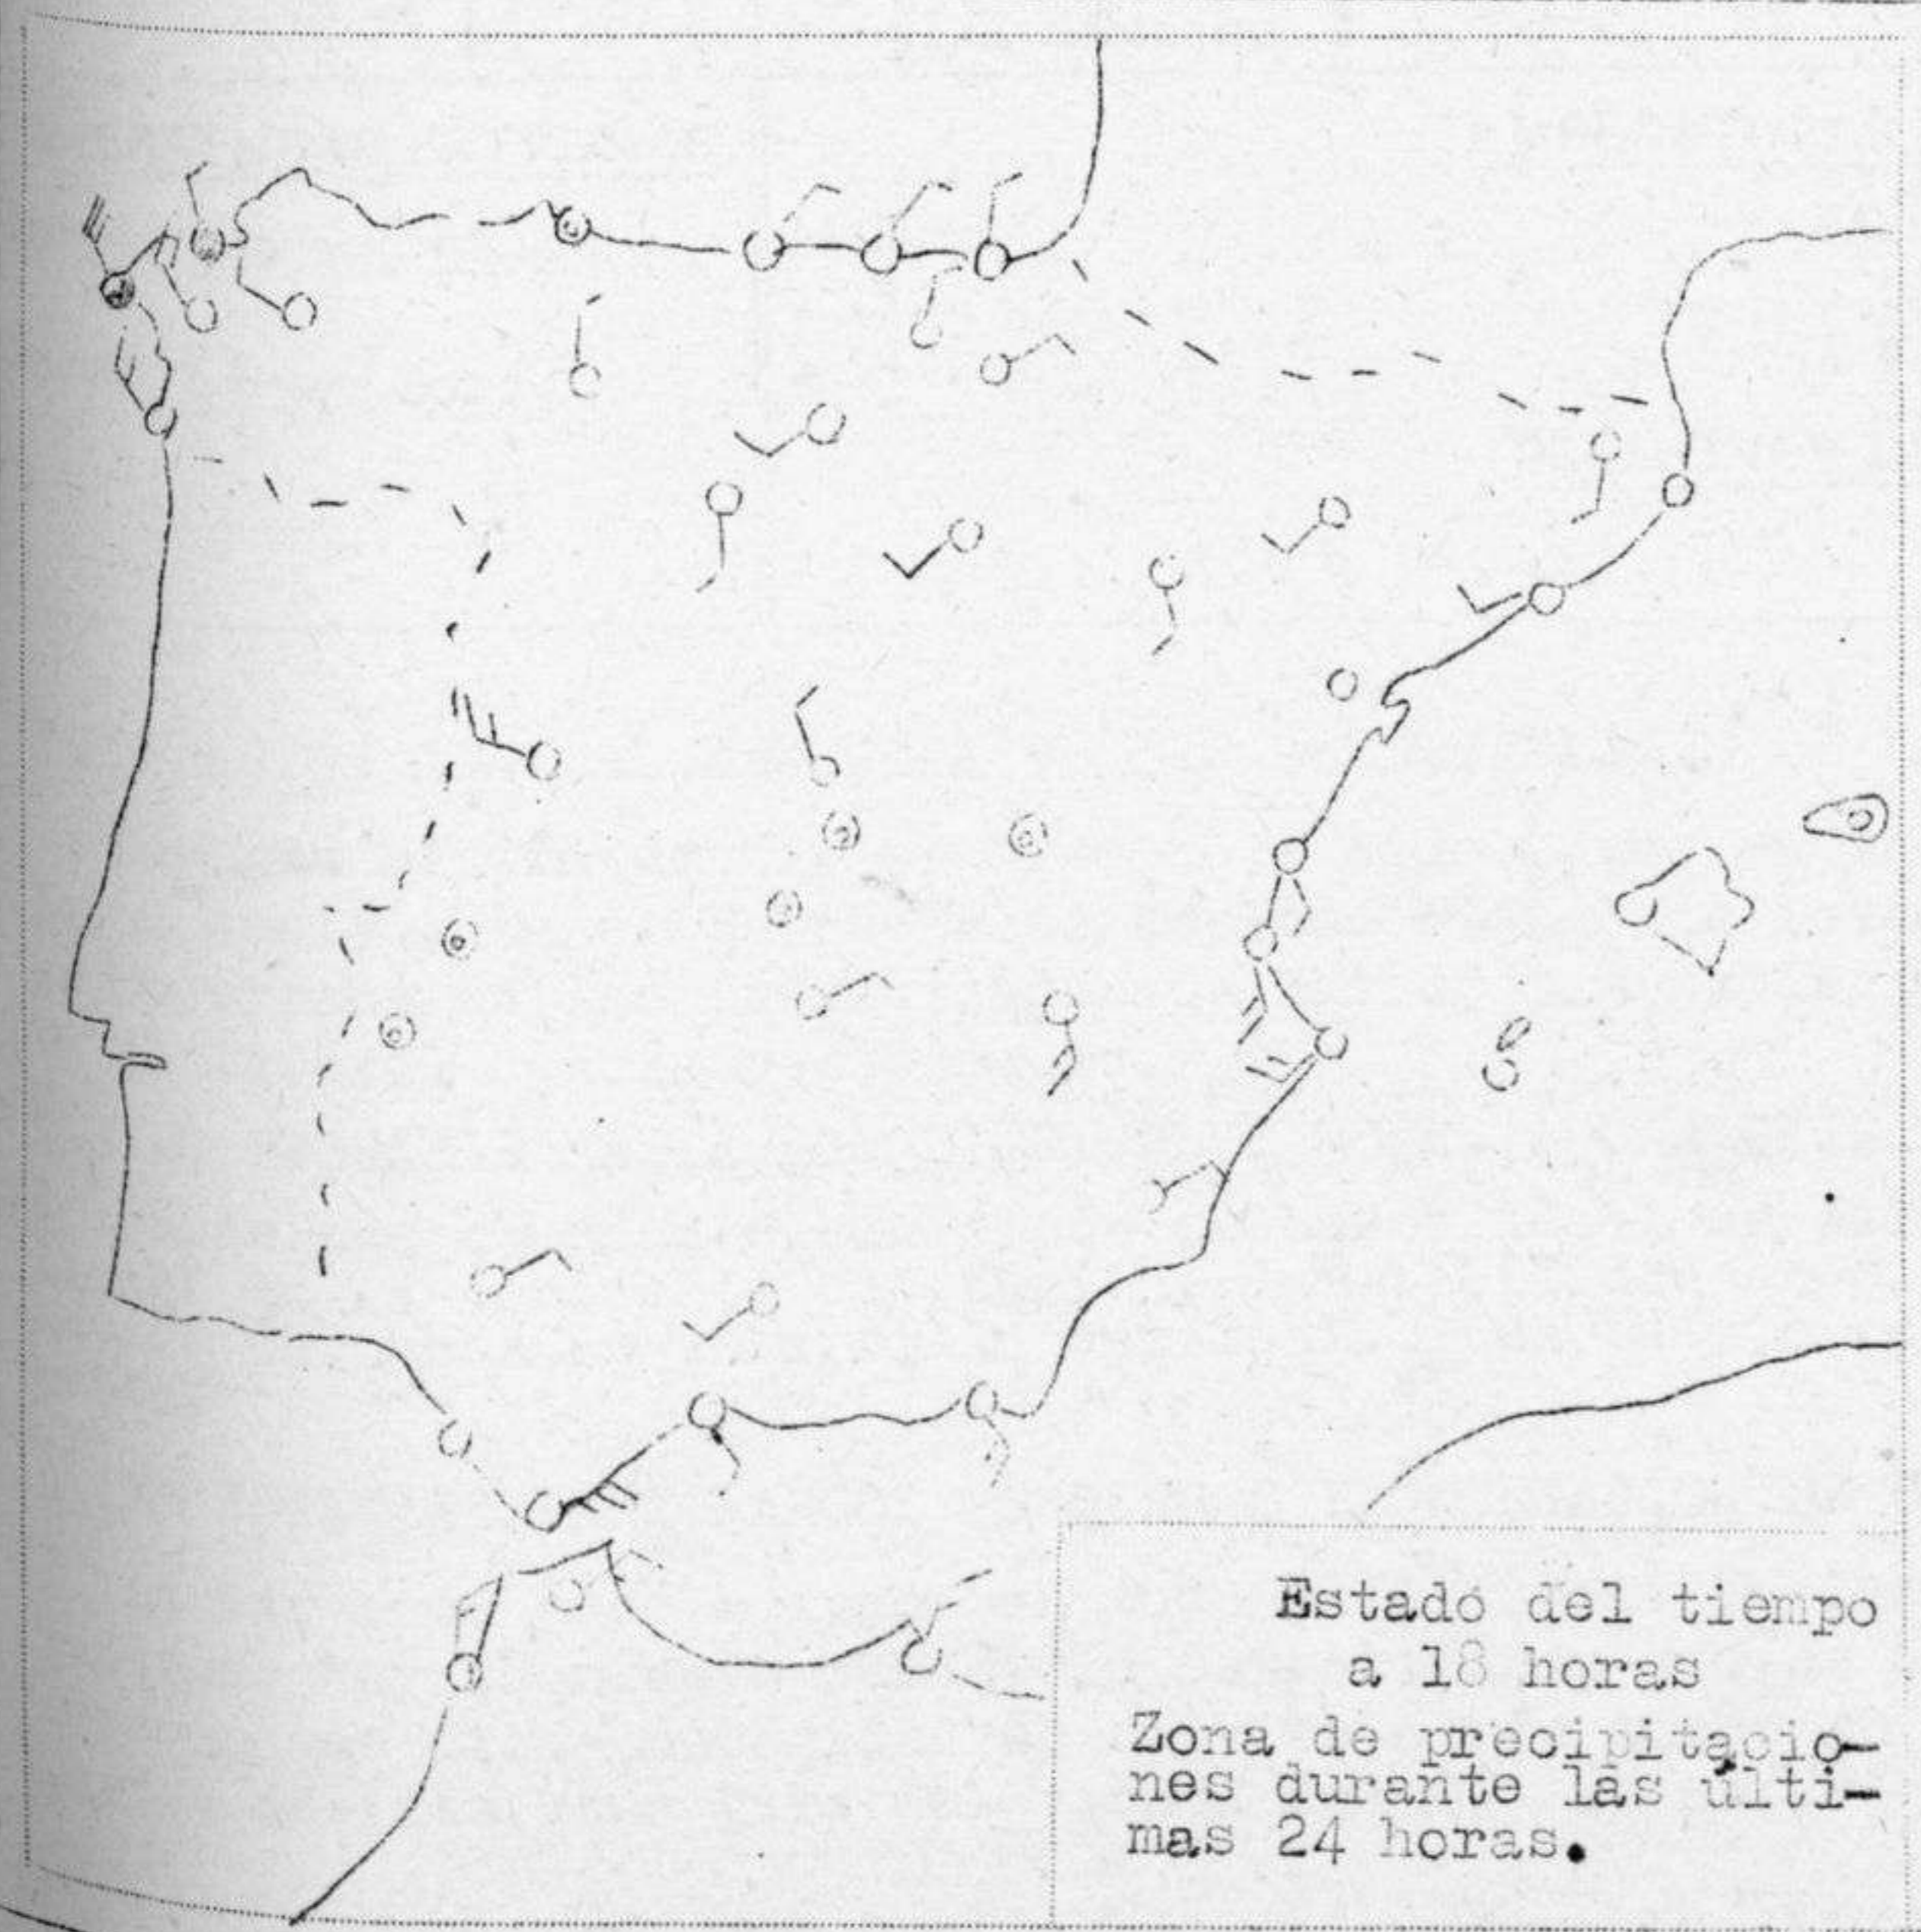 Estado del tiempo
a 18 horas
Zona de precipitacio-
nes durante las últi-
mas 24 horas.